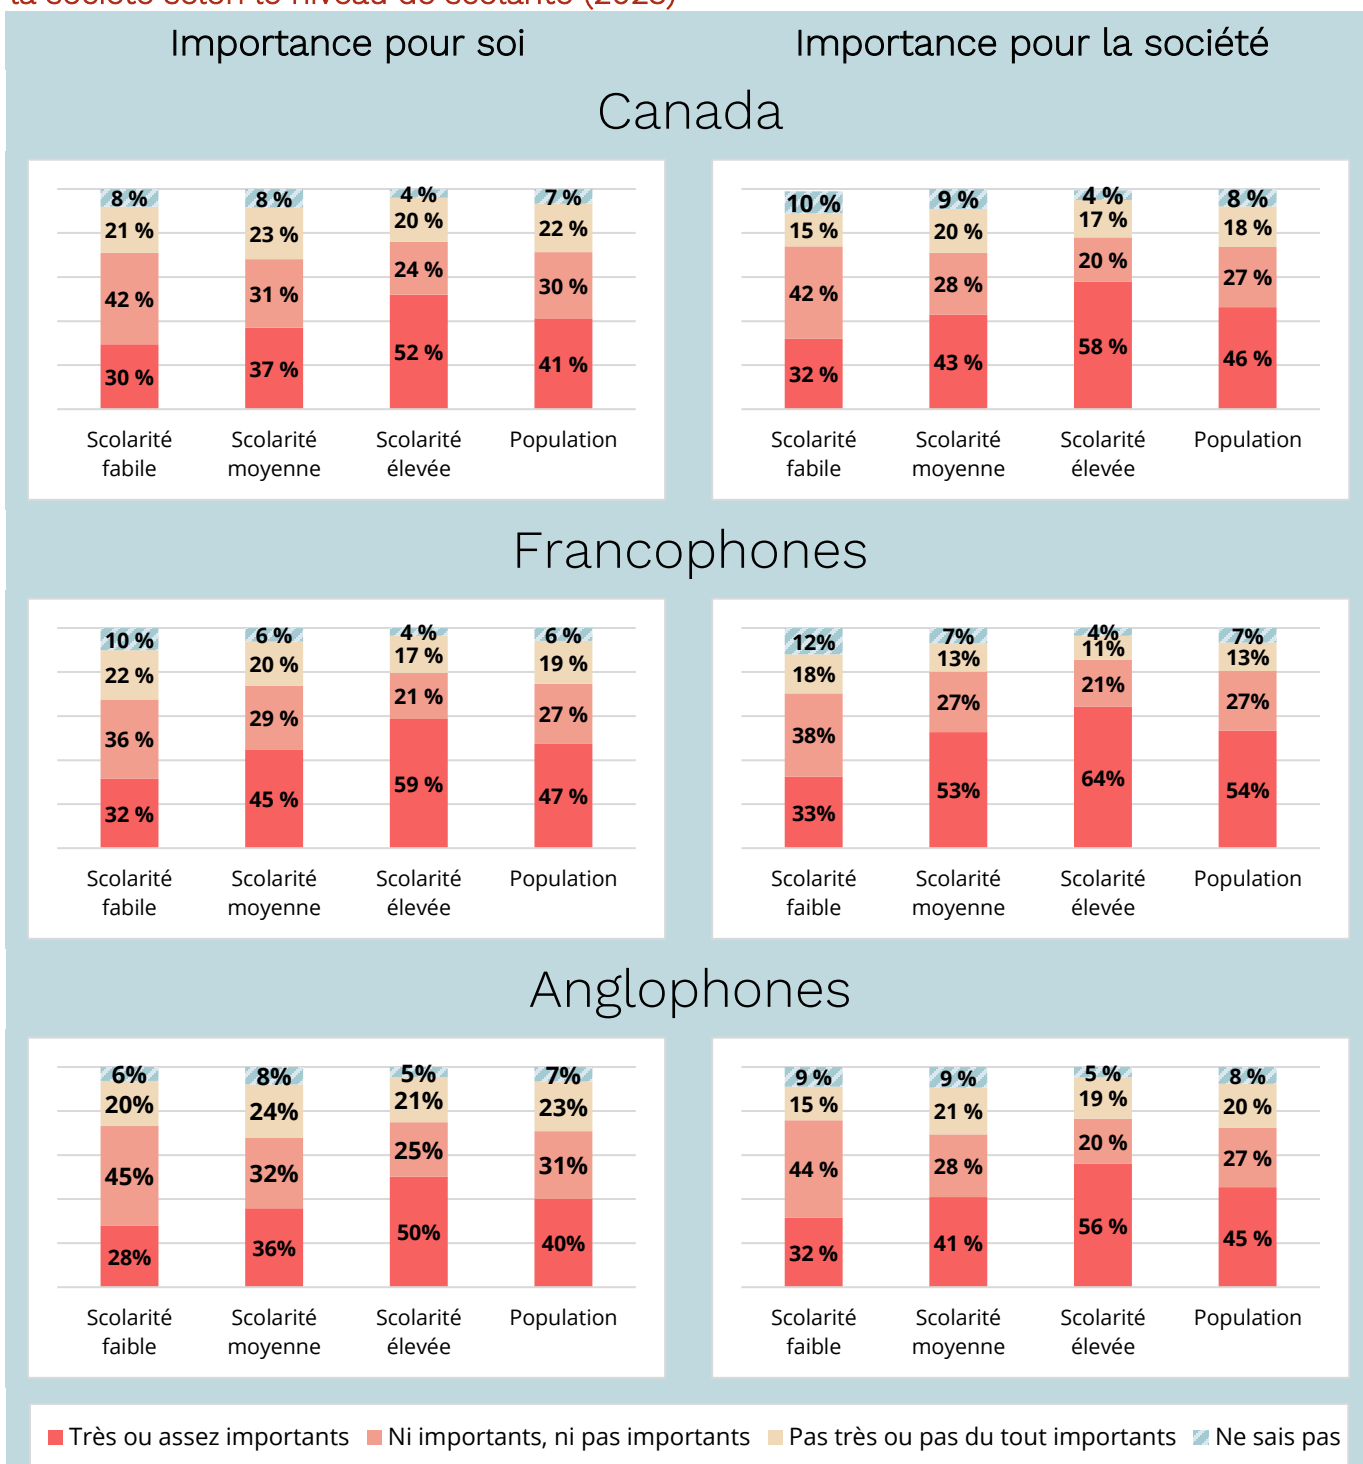 la société selon le niveau de scolarité (2023)
Importance pour soi
Importance pour la société
Canada
8 % 8 % 4 % 7 %
21 % 23 % 20 % 22 %
42 % 31 % 24 % 30 %
30 % 37 % 52 % 41 %
Scolarité Scolarité Scolarité Population
fabile moyenne élevée
10 % 9 % 4 % 8 %
15 % 20 % 17 % 18 %
42 % 28 % 20 % 27 %
32 % 43 % 58 % 46 %
Scolarité Scolarité Scolarité Population
fabile moyenne élevée
Francophones
10 % 6 % 4 % 6 %
22 % 20 % 17 % 19 %
36 % 29 % 21 % 27 %
32 % 45 % 59 % 47 %
Scolarité Scolarité Scolarité Population
fabile moyenne élevée
12% 7% 4% 7%
18% 13% 11% 13%
38% 27% 21% 27%
33% 53% 64% 54%
Scolarité Scolarité Scolarité Population
faible moyenne élevée
Anglophones
6% 8% 5% 7%
20% 24% 21% 23%
45% 32% 25% 31%
28% 36% 50% 40%
Scolarité Scolarité Scolarité Population
faible moyenne élevée
9 % 9 % 5 % 8 %
15 % 21 % 19 % 20 %
44 % 28 % 20 % 27 %
32 % 41 % 56 % 45 %
Scolarité Scolarité Scolarité Population
faible moyenne élevée
Très ou assez importants Ni importants, ni pas importants Pas très ou pas du tout importants Ne sais pas